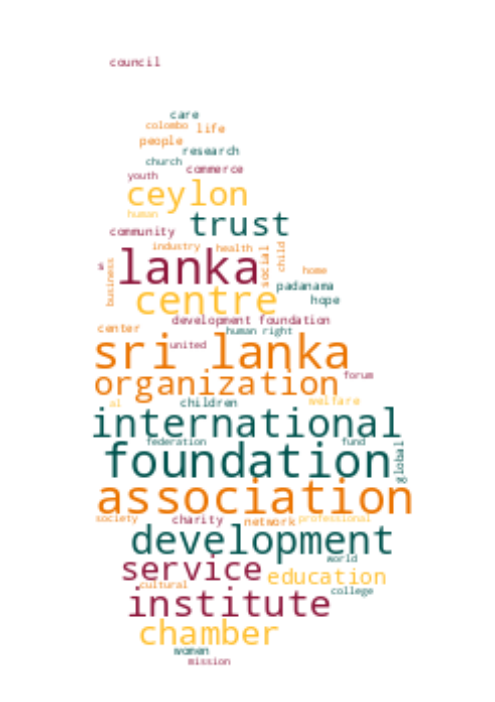 council
care
colombo life
people
research
church
commerce
youth
ceylon
human
trust
community
industry health
social
child
a
lanka
home
business
padanama
centre
hope
development foundation
center
human right
sri lanka
united
organization
forum
al
children
welfare
international
federation
fund
foundation
global
association
society
charity
network
professional
development
world
service
education
cultural
college
institute
chamber
women
mission